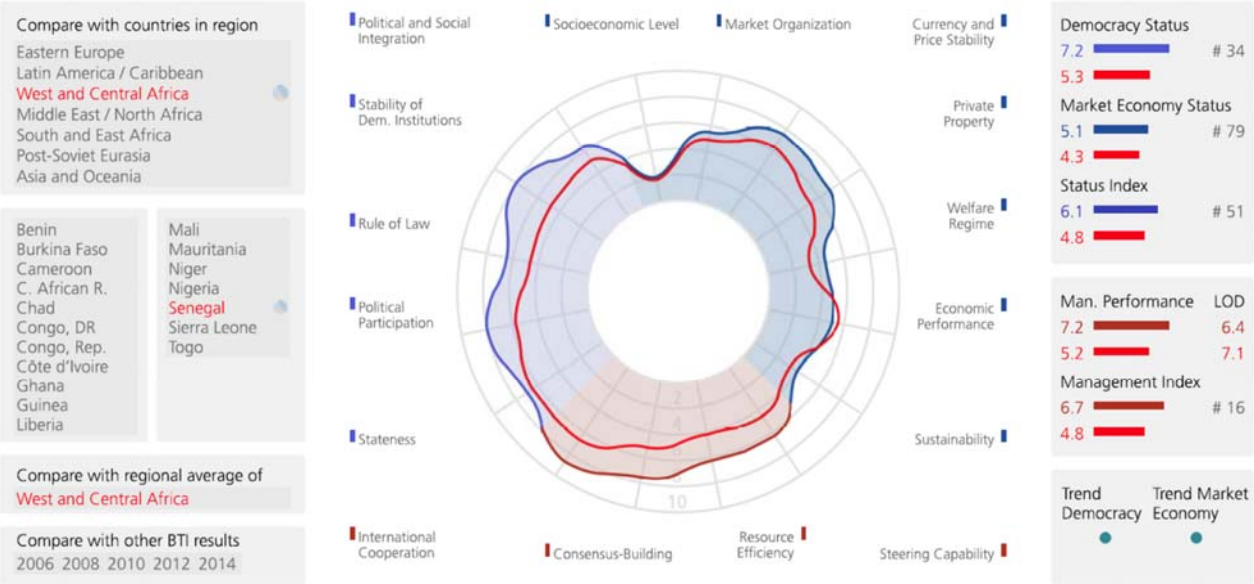 Compare with countries in region
Eastern Europe
Latin America / Caribbean
West and Central Africa
Middle East / North Africa
South and East Africa
Post-Soviet Eurasia
Asia and Oceania
Benin
Burkina Faso
Cameroon
C. African R.
Chad
Congo, DR
Congo, Rep.
Côte d'Ivoire
Ghana
Guinea
Liberia
Mali
Mauritania
Niger
Nigeria
Senegal
Sierra Leone
Togo
Compare with regional average of
West and Central Africa
Compare with other BTI results
2006 2008 2010 2012 2014
Political and Social
Integration
Socioeconomic Level
Market Organization
Currency and
Price Stability
Stability of
Dem. Institutions
Private
Property
Rule of Law
Welfare
Regime
Political
Participation
Economic
Performance
Stateness
Sustainability
International
Cooperation
Consensus-Building
Resource
Efficiency
Steering Capability
2
4
10
Democracy Status
7.2 # 34
5.3
Market Economy Status
5.1 # 79
4.3
Status Index
6.1 # 51
4.8
Man. Performance LOD
7.2 6.4
5.2 7.1
Management Index
6.7 # 16
4.8
Trend Trend Market
Democracy Economy